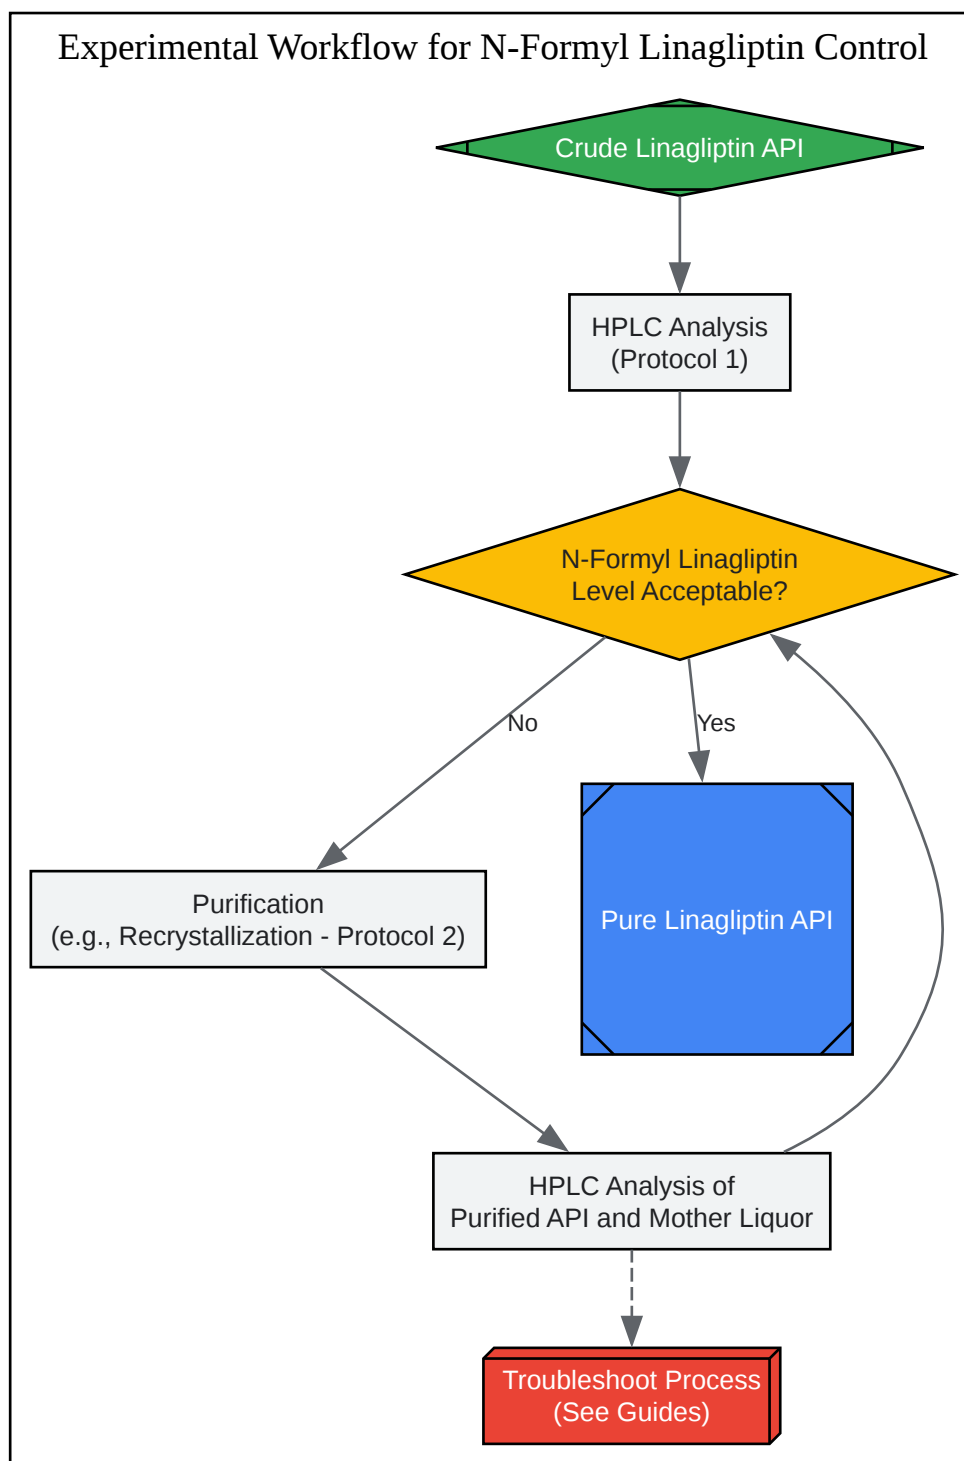 Experimental Workflow for N-Formyl Linagliptin Control
Crude Linagliptin API
HPLC Analysis
(Protocol 1)
N-Formyl Linagliptin
Level Acceptable?
No
Yes
Purification
(e.g., Recrystallization - Protocol 2)
Pure Linagliptin API
HPLC Analysis of
Purified API and Mother Liquor
Troubleshoot Process
(See Guides)